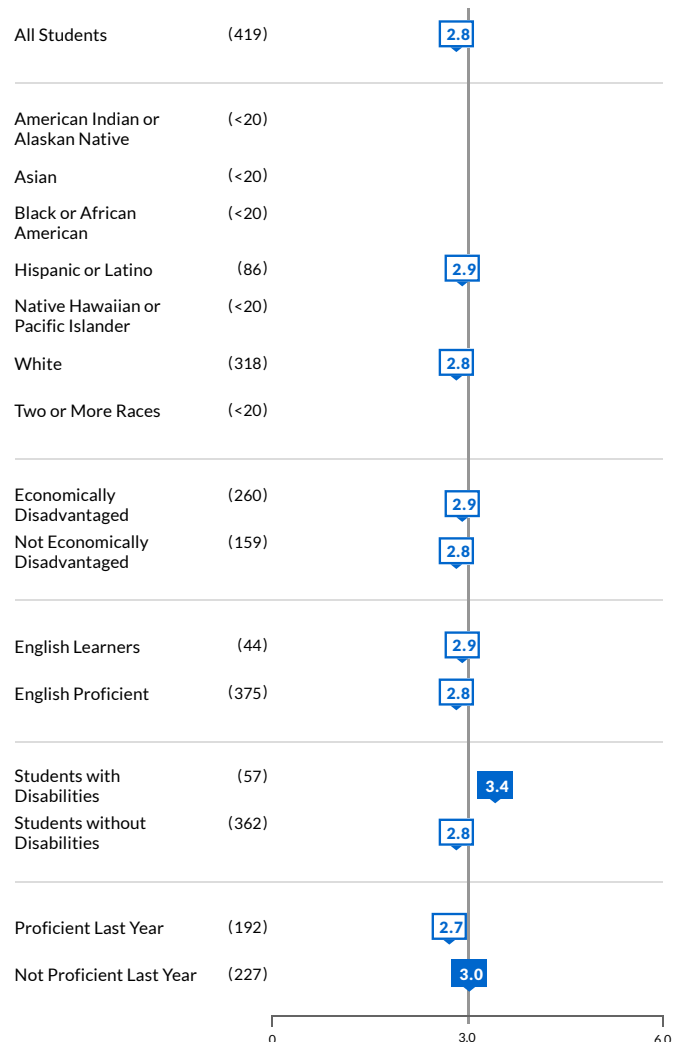 All Students (419) 2.8
American Indian or (<20)
Alaskan Native
Asian (<20)
Black or African (<20)
American
Hispanic or Latino (86) 2.9
Native Hawaiian or (<20)
Pacific Islander
White (318) 2.8
Two or More Races (<20)
Economically (260) 2.9
Disadvantaged
Not Economically (159) 2.8
Disadvantaged
English Learners (44) 2.9
English Proficient (375) 2.8
Students with (57) 3.4
Disabilities
Students without (362) 2.8
Disabilities
Proficient Last Year (192) 2.7
Not Proficient Last Year (227) 3.0
0 3.0 6.0